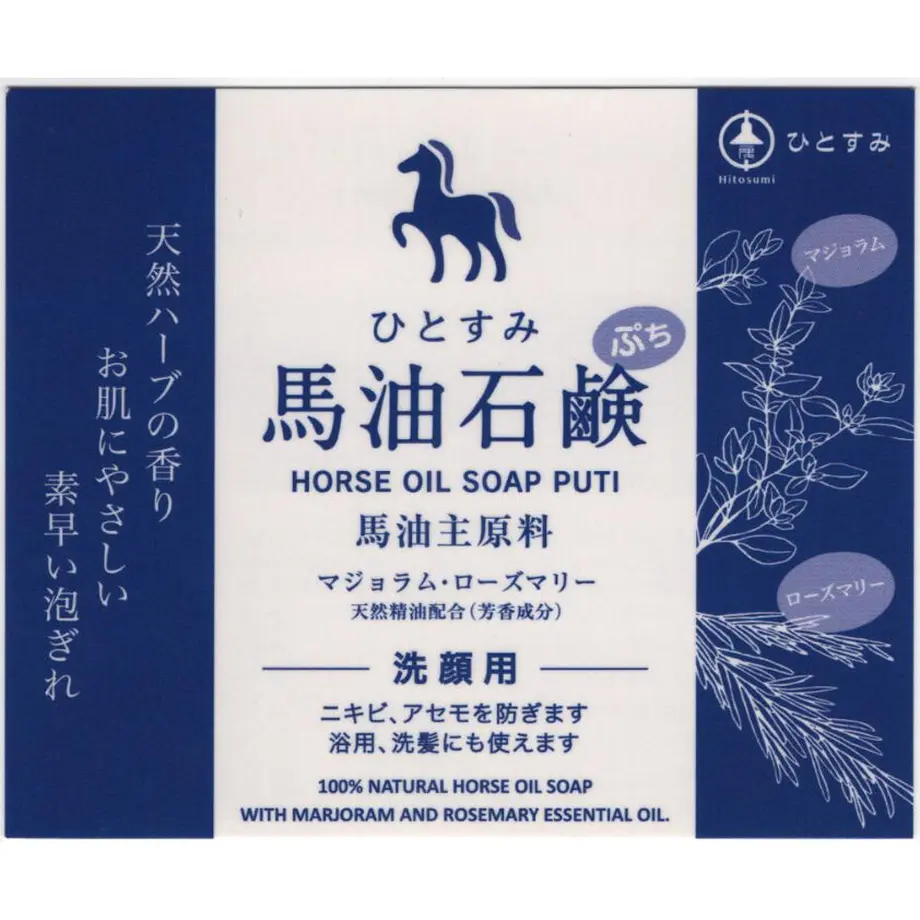 天然ハーブの香り
お肌にやさしい
素早い泡ぎれ
ひとすみ
ぷち
馬油石鹸
HORSE OIL SOAP PUTI
馬油主原料
マジョラム・ローズマリー
天然精油配合（芳香成分）
洗顔用
ニキビ、アセモを防ぎます
浴用、洗髪にも使えます
100% NATURAL HORSE OIL SOAP
WITH MARJORAM AND ROSEMARY ESSENTIAL OIL.
ひとすみ
Hitosumi
マジョラム
ローズマリー